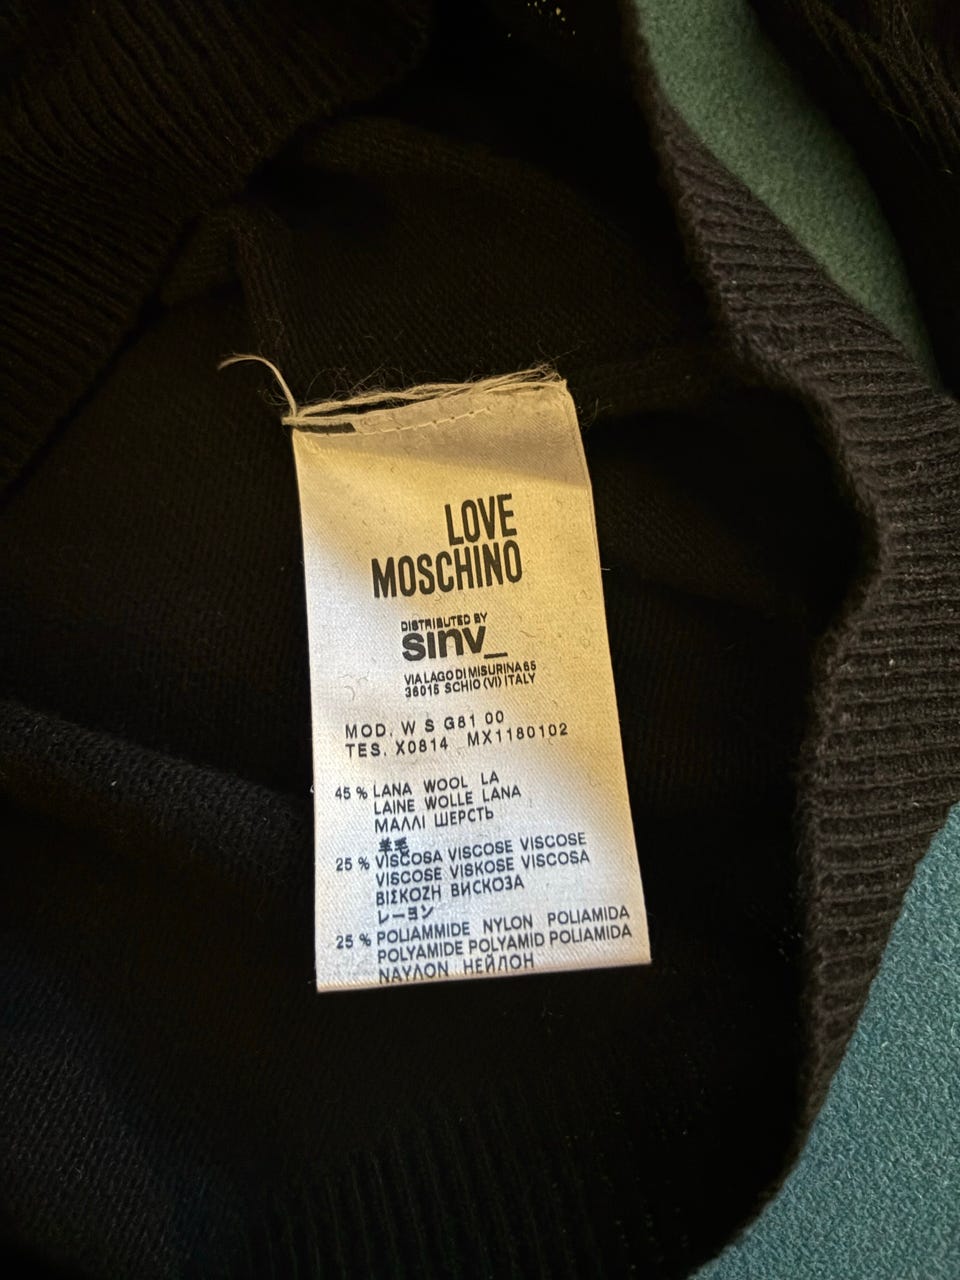 LOVE
MOSCHINO
DISTRIBUTED BY
sinv_
VIA LAGO DI MISURINA 65
36015 SCHIO (VI) ITALY
MOD. W S G81 00
TES. X0814 MX1180102
45 % LANA WOOL LA
LAINE WOLLE LANA
ΜΑΛΛΙ ШЕРСТЬ
羊毛
25 % VISCOSA VISCOSE VISCOSE
VISCOSE VISKOSE VISCOSA
ΒΙΣΚΟΖΗ ВИСКОЗА
レーヨン
25 % POLIAMMIDE NYLON POLIAMIDA
POLYAMIDE POLYAMID POLIAMIDA
ΝΑΥΛΟΝ НЕЙЛОН